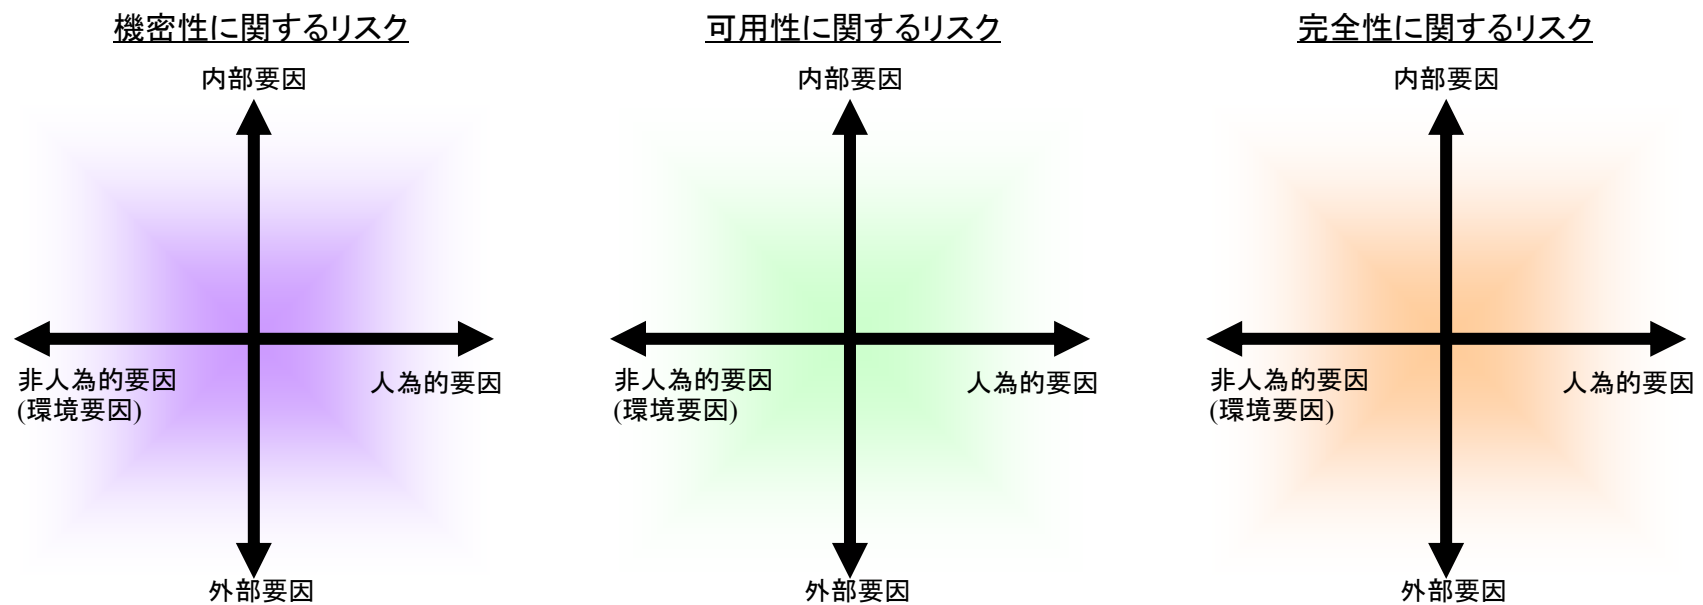 機密性に関するリスク
内部要因
非人為的要因
(環境要因)
人為的要因
外部要因
可用性に関するリスク
内部要因
非人為的要因
(環境要因)
人為的要因
外部要因
完全性に関するリスク
内部要因
非人為的要因
(環境要因)
人為的要因
外部要因